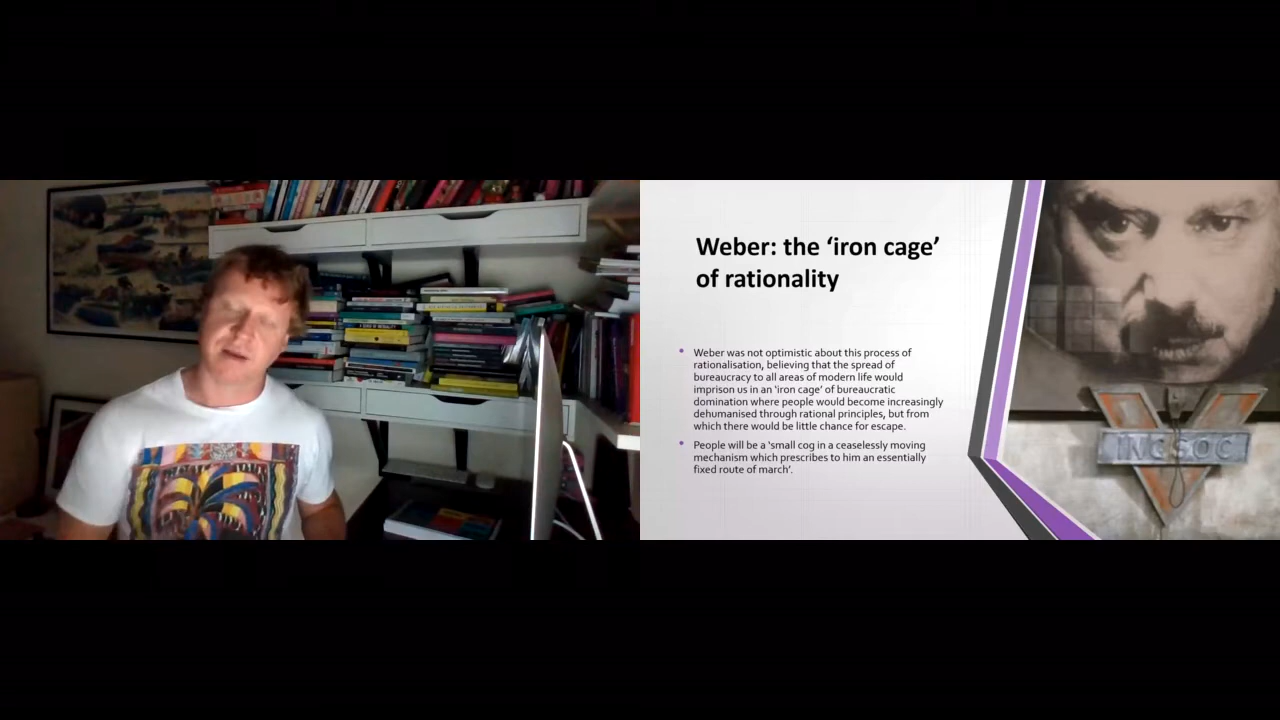 Weber: the ‘iron cage’
of rationality
Weber was not optimistic about this process of
rationalisation, believing that the spread of
bureaucracy to all areas of modern life would
imprison us in an ‘iron cage’ of bureaucratic
domination where people would become increasingly
dehumanised through rational principles, but from
which there would be little chance for escape.
People will be a ‘small cog in a ceaselessly moving
mechanism which prescribes to him an essentially
fixed route of march’.
INGSOC